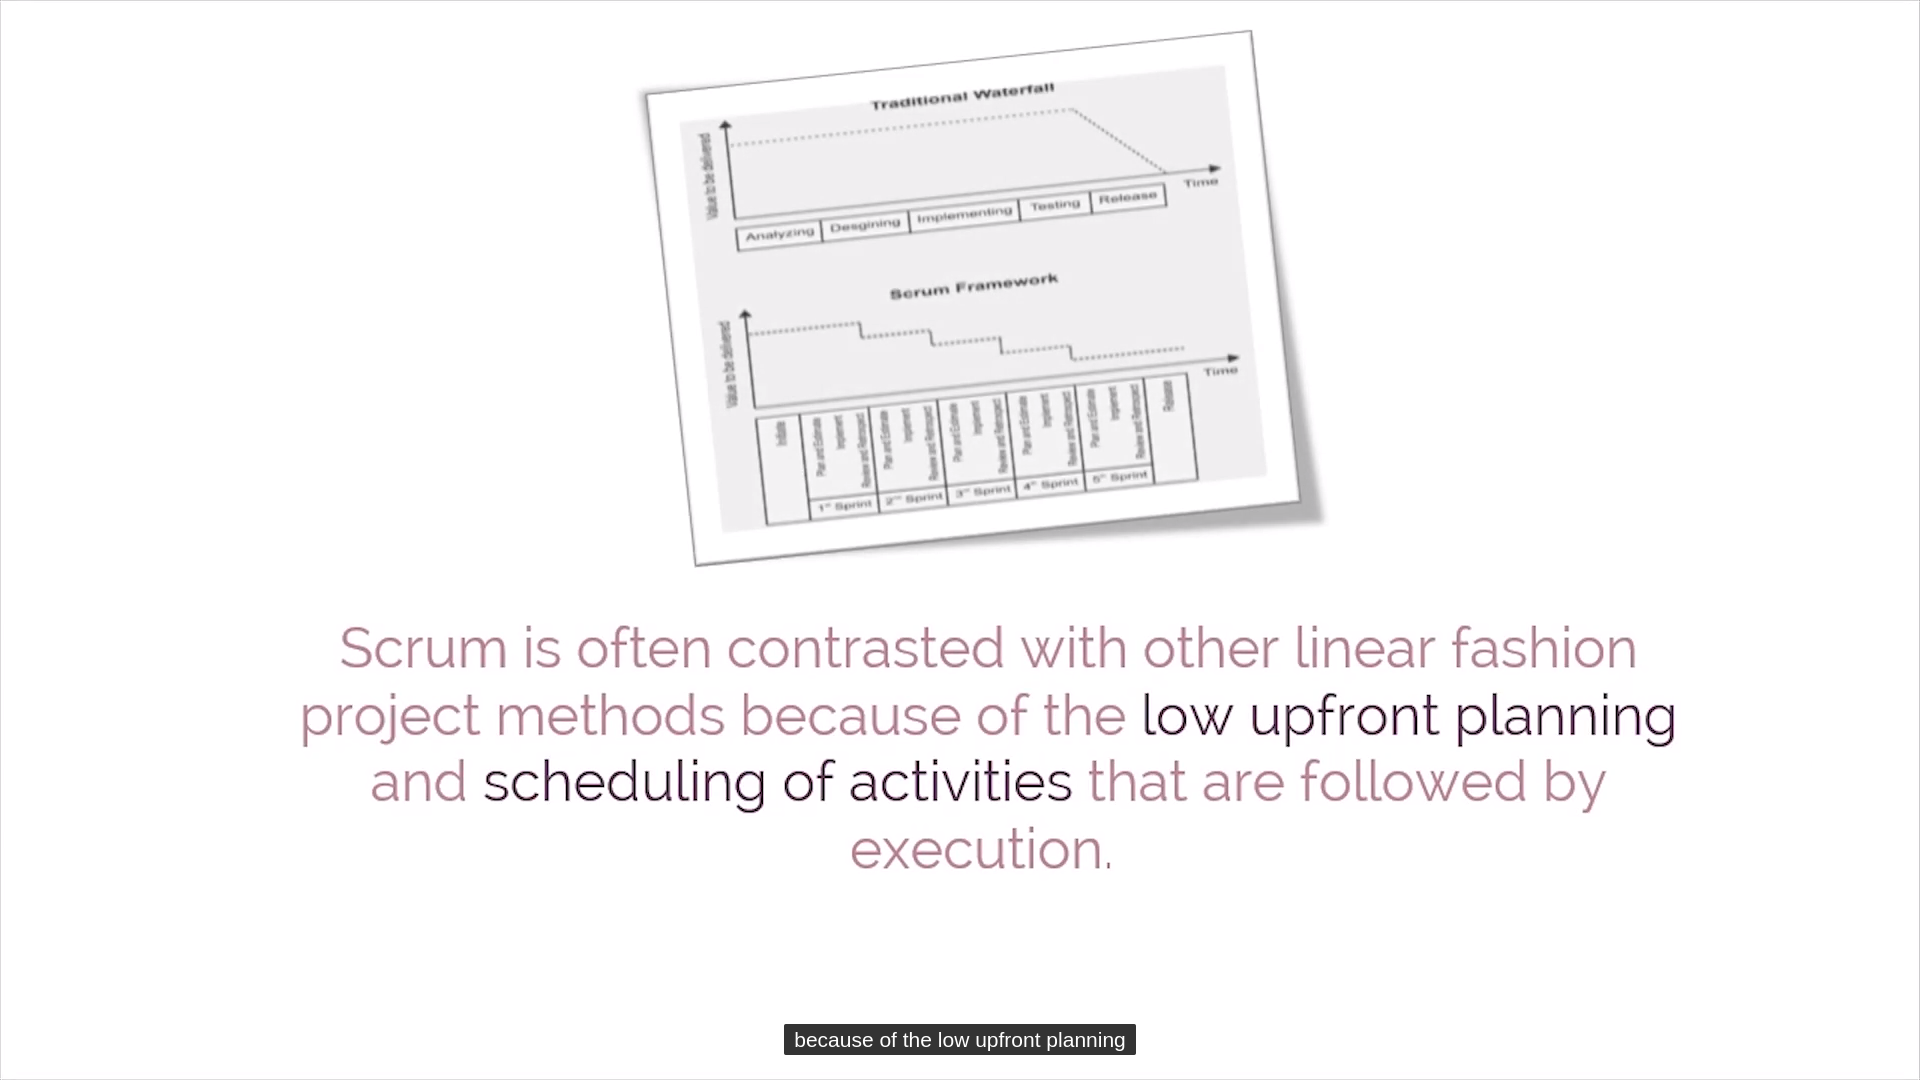 Traditional Waterfall
Value to be delivered
Time
Analyzing Desgining Implementing Testing Release
Scrum Framework
Value to be delivered
Time
Initiate Plan and Estimate Implement Review and Retrospect Plan and Estimate Implement Review and Retrospect Plan and Estimate Implement Review and Retrospect Plan and Estimate Implement Review and Retrospect Plan and Estimate Implement Review and Retrospect Release
1st Sprint 2nd Sprint 3rd Sprint 4th Sprint 5th Sprint
Scrum is often contrasted with other linear fashion
project methods because of the low upfront planning
and scheduling of activities that are followed by
execution.
because of the low upfront planning